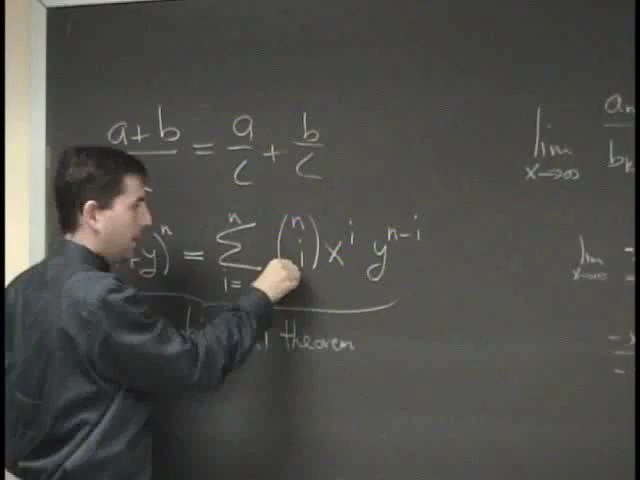 a + b = a/c + b/c
y)^n = ∑ n i= (n i) x^i y^{n-i}
theorem
lim x→∞ a b
lim x→∞